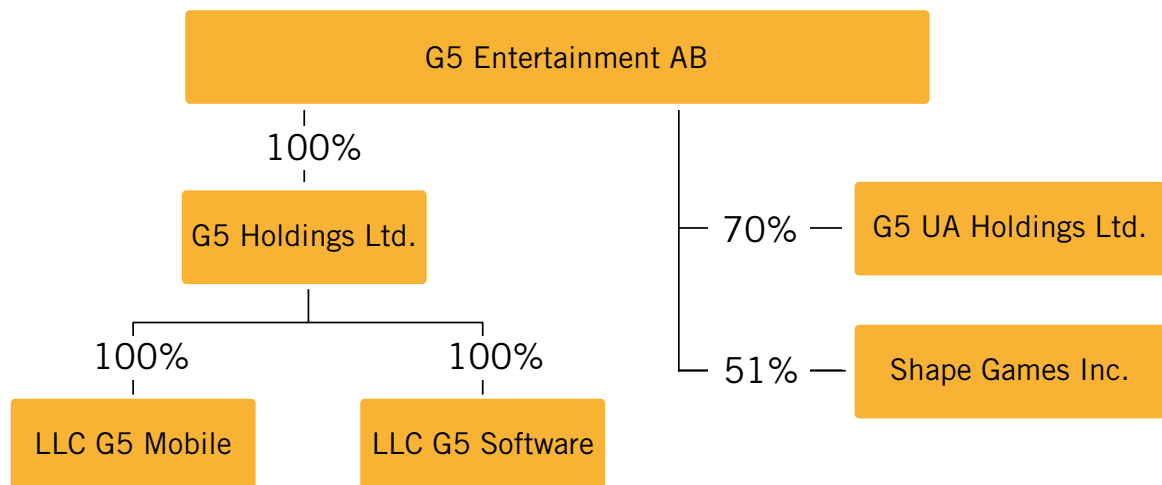 G5 Entertainment AB
100%
G5 Holdings Ltd.
70%
G5 UA Holdings Ltd.
100%
100%
51%
Shape Games Inc.
LLC G5 Mobile
LLC G5 Software